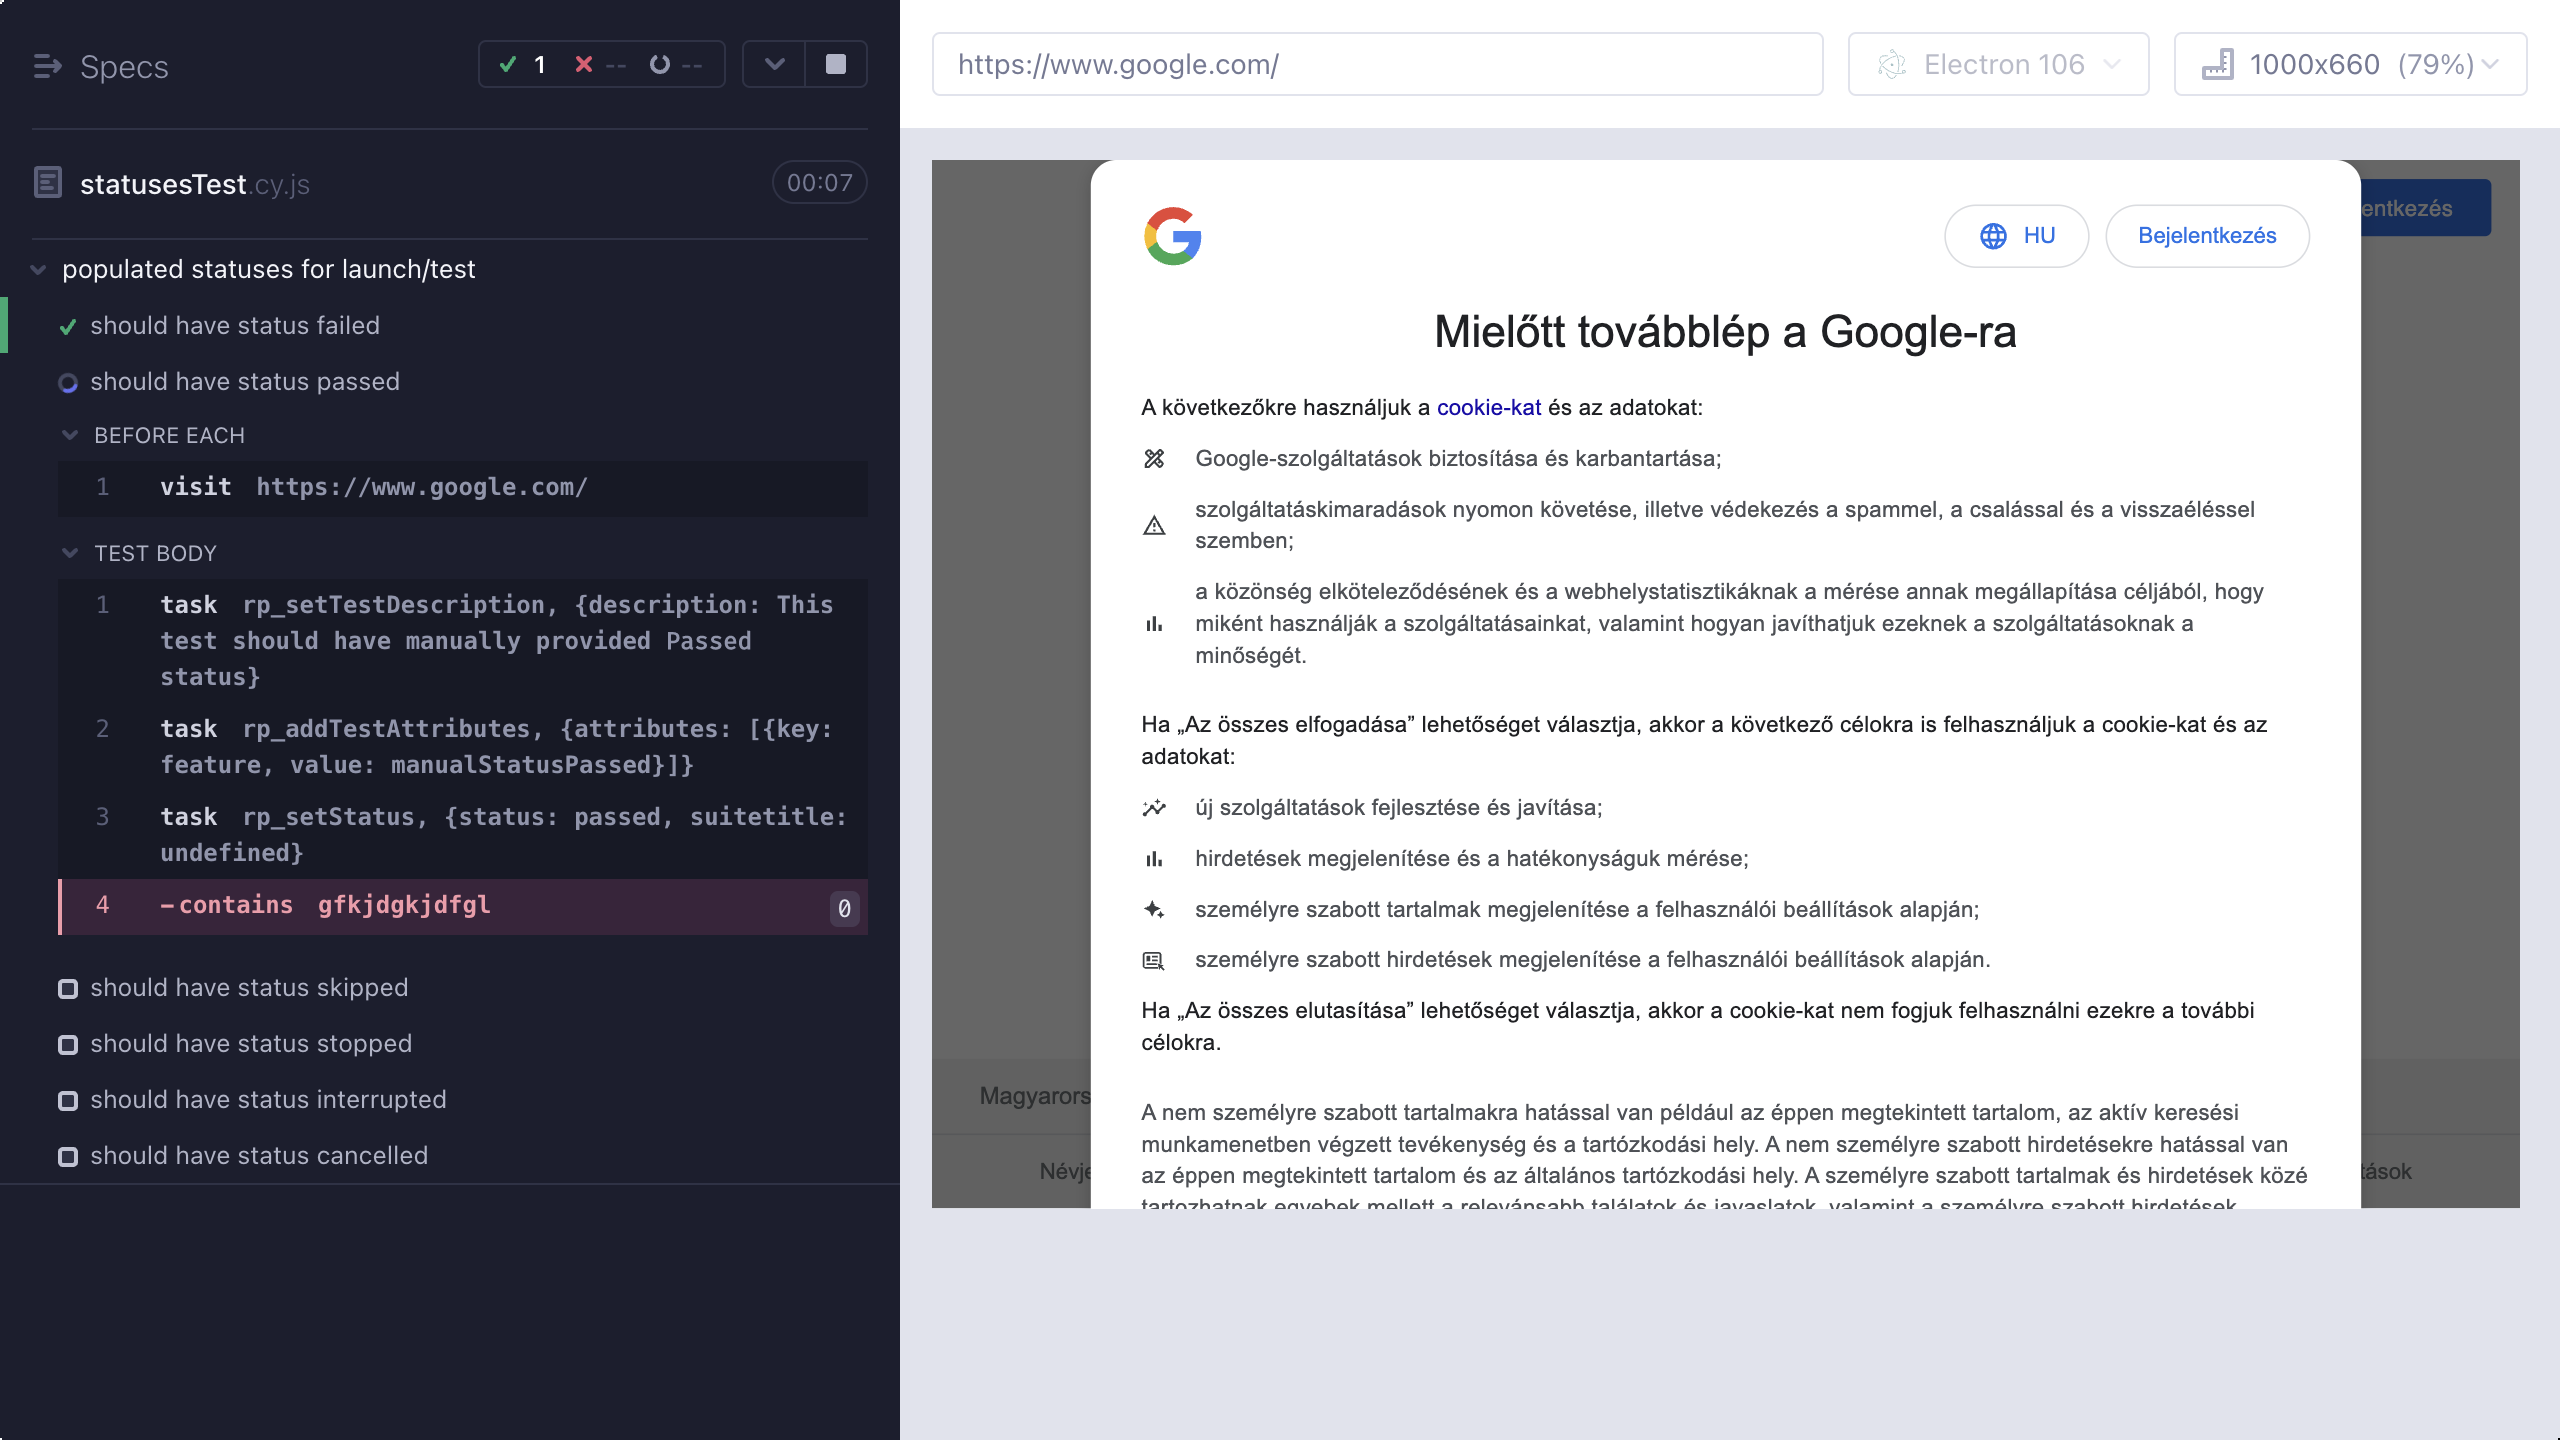 Specs
1 -- --
statusesTest.cy.js
00:07
populated statuses for launch/test
should have status failed
should have status passed
BEFORE EACH
1 visit https://www.google.com/
TEST BODY
1 task rp_setTestDescription, {description: This
test should have manually provided Passed
status}
2 task rp_addTestAttributes, {attributes: [{key:
feature, value: manualStatusPassed}]}
3 task rp_setStatus, {status: passed, suitetitle:
undefined}
4 -contains gfkjdgkjdfgl 0
should have status skipped
should have status stopped
should have status interrupted
should have status cancelled
https://www.google.com/
Electron 106
1000x660 (79%)
entkezés
HU
Bejelentkezés
Mielőtt továbblép a Google-ra
A következőkre használjuk a cookie-kat és az adatokat:
Google-szolgáltatások biztosítása és karbantartása;
szolgáltatáskimaradások nyomon követése, illetve védekezés a spammel, a csalással és a visszaéléssel
szemben;
a közönség elköteleződésének és a webhelystatisztikáknak a mérése annak megállapítása céljából, hogy
miként használják a szolgáltatásainkat, valamint hogyan javíthatjuk ezeknek a szolgáltatásoknak a
minőségét.
Ha „Az összes elfogadása” lehetőséget választja, akkor a következő célokra is felhasználjuk a cookie-kat és az
adatokat:
új szolgáltatások fejlesztése és javítása;
hirdetések megjelenítése és a hatékonyságuk mérése;
személyre szabott tartalmak megjelenítése a felhasználói beállítások alapján;
személyre szabott hirdetések megjelenítése a felhasználói beállítások alapján.
Ha „Az összes elutasítása” lehetőséget választja, akkor a cookie-kat nem fogjuk felhasználni ezekre a további
célokra.
A nem személyre szabott tartalmakra hatással van például az éppen megtekintett tartalom, az aktív keresési
munkamenetben végzett tevékenység és a tartózkodási hely. A nem személyre szabott hirdetésekre hatással van
az éppen megtekintett tartalom és az általános tartózkodási hely. A személyre szabott tartalmak és hirdetések közé
tartozhatnak egyebek mellett a relevánsabb találatok és javaslatok, valamint a személyre szabott hirdetések
Magyarors
Névje
tások